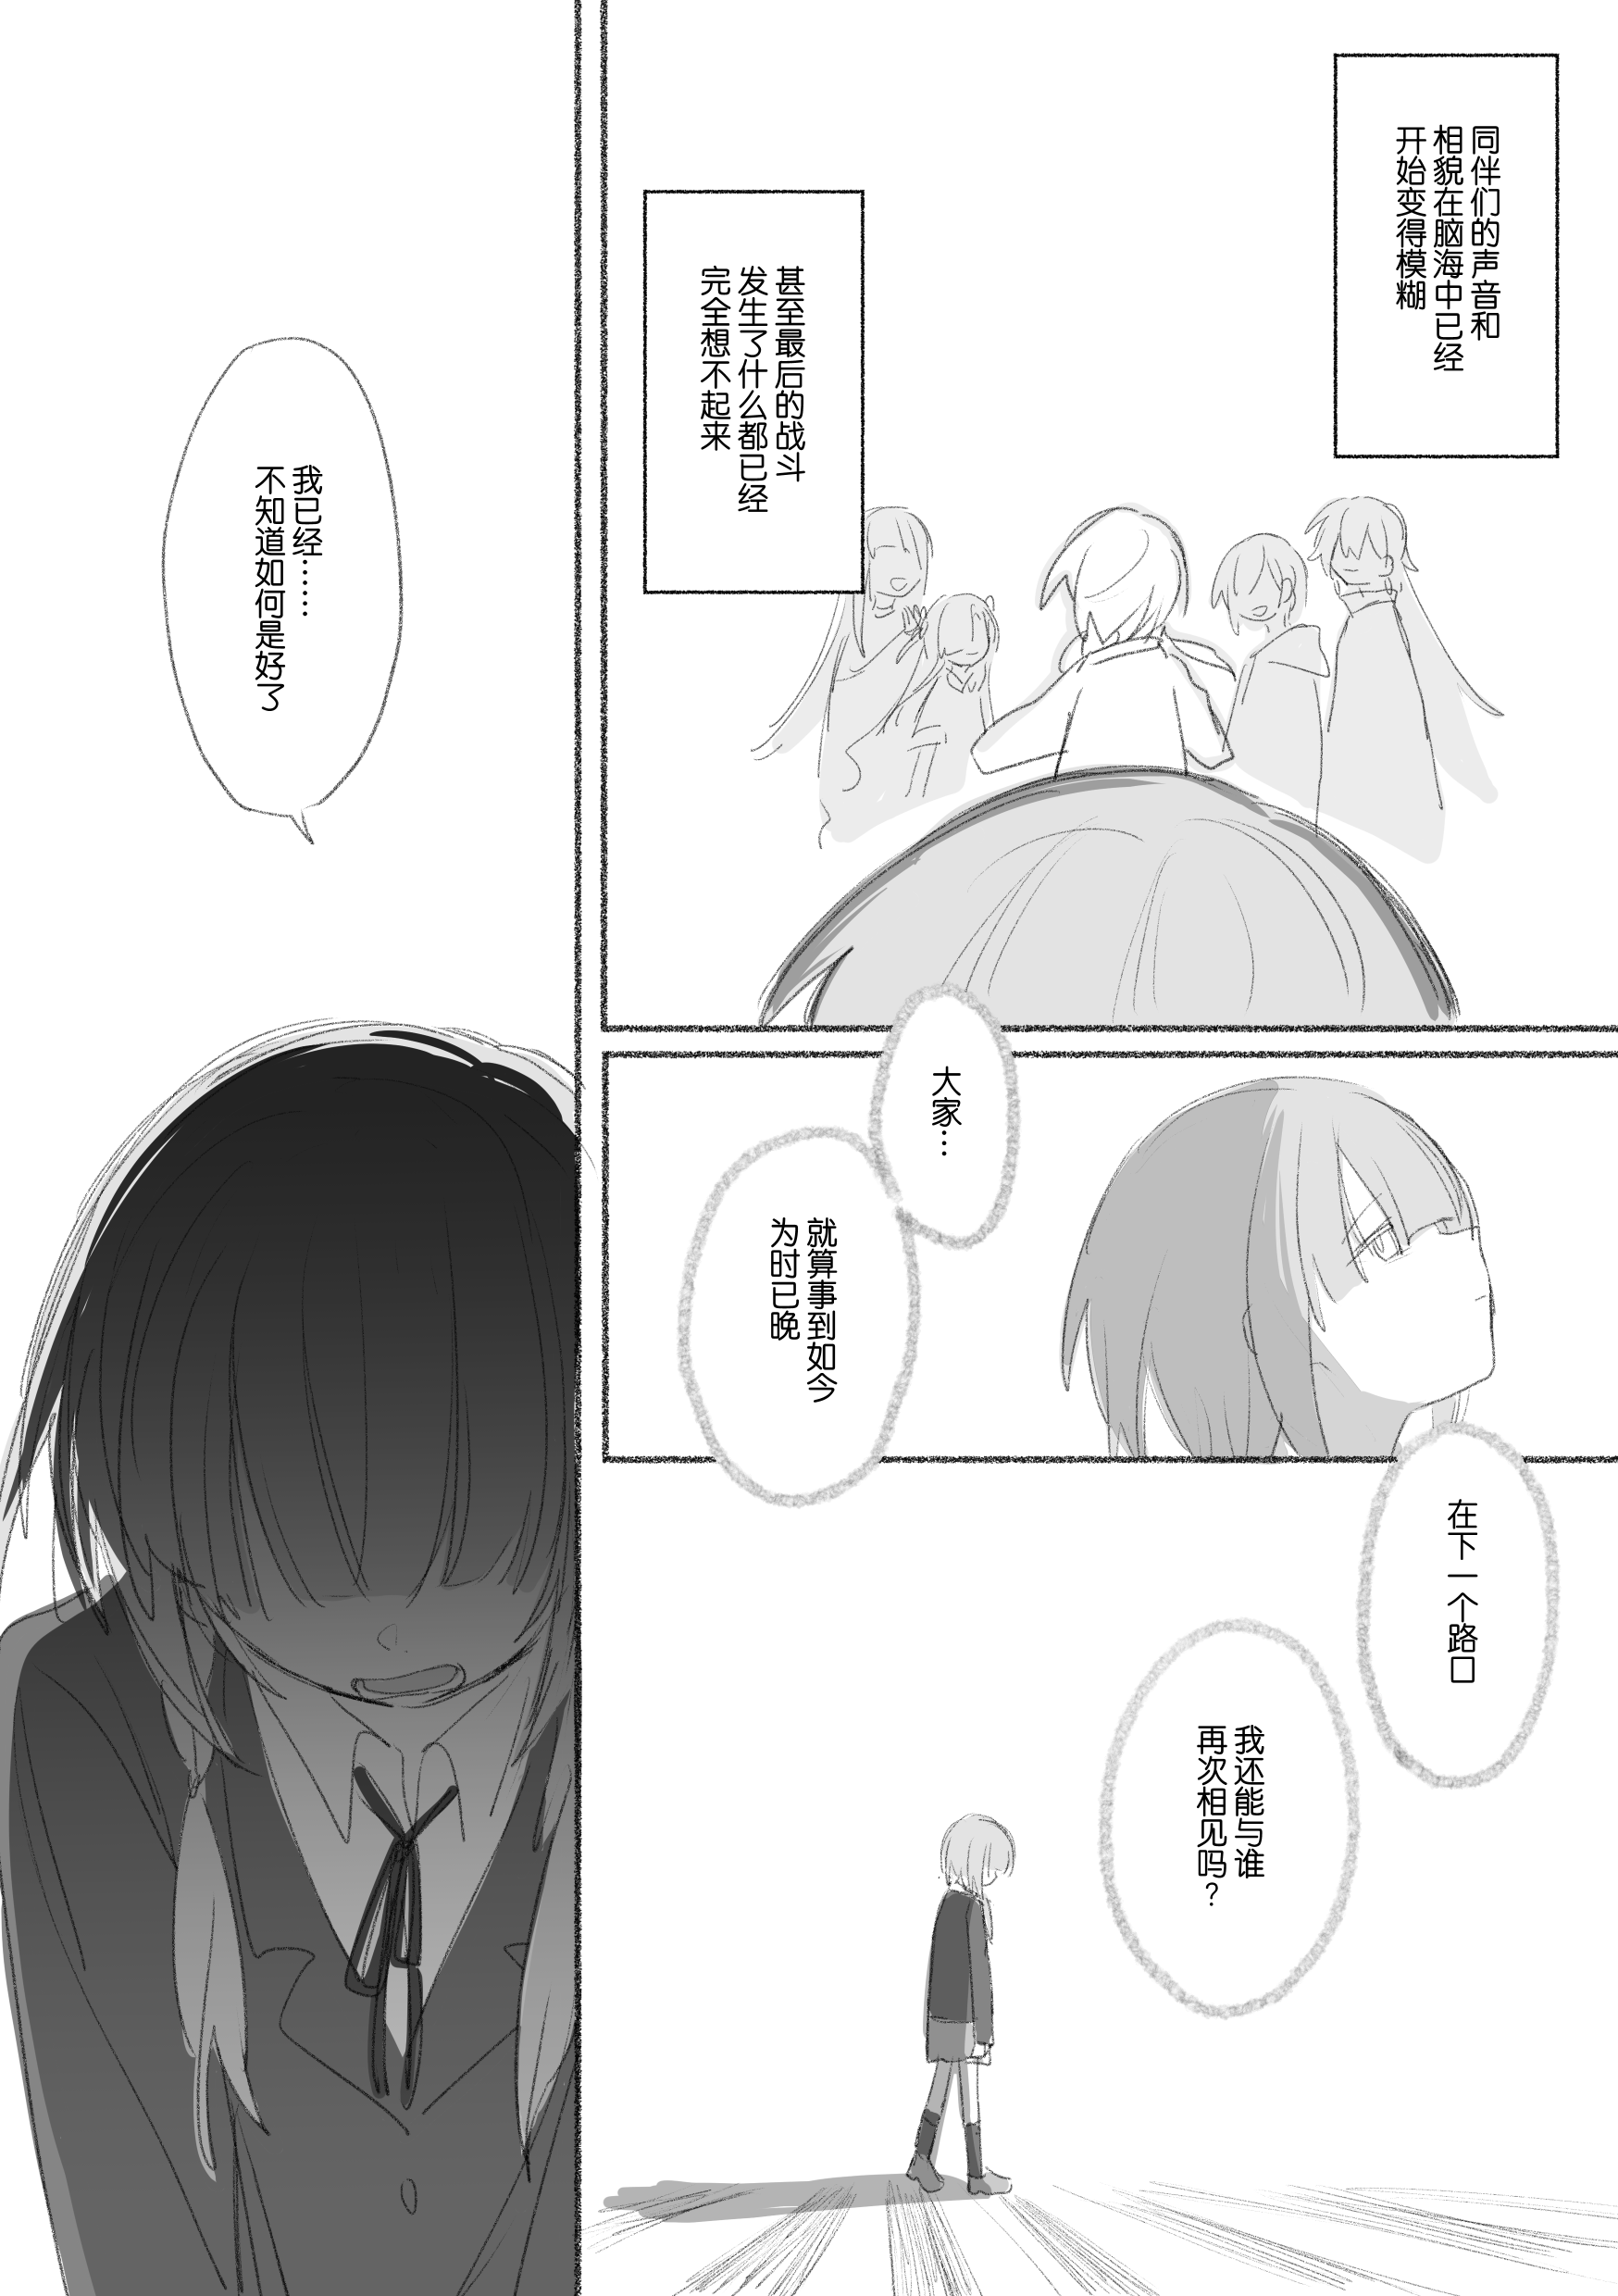 同伴们的声音和
相貌在脑海中已经
开始变得模糊
甚至最后的战斗
发生了什么都已经
完全想不起来
大家…
就算事到如今
为时已晚
在下一个路口
我还能与谁
再次相见吗？
我已经……
不知道如何是好了